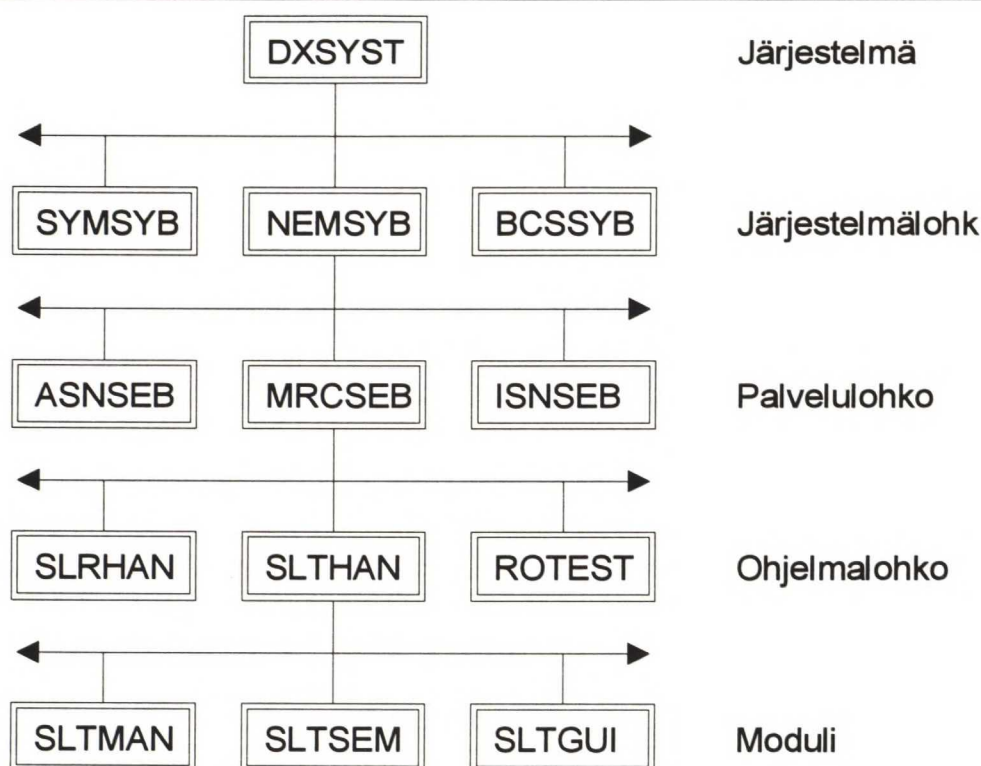 DXSYST Järjestelmä
SYMSYB NEMSYB BCSSYB Järjestelmälohk
ASNSEB MRCSEB ISNSEB Palvelulohko
SLRHAN SLTHAN ROTEST Ohjelmalohko
SLTMAN SLTSEM SLTGUI Moduli